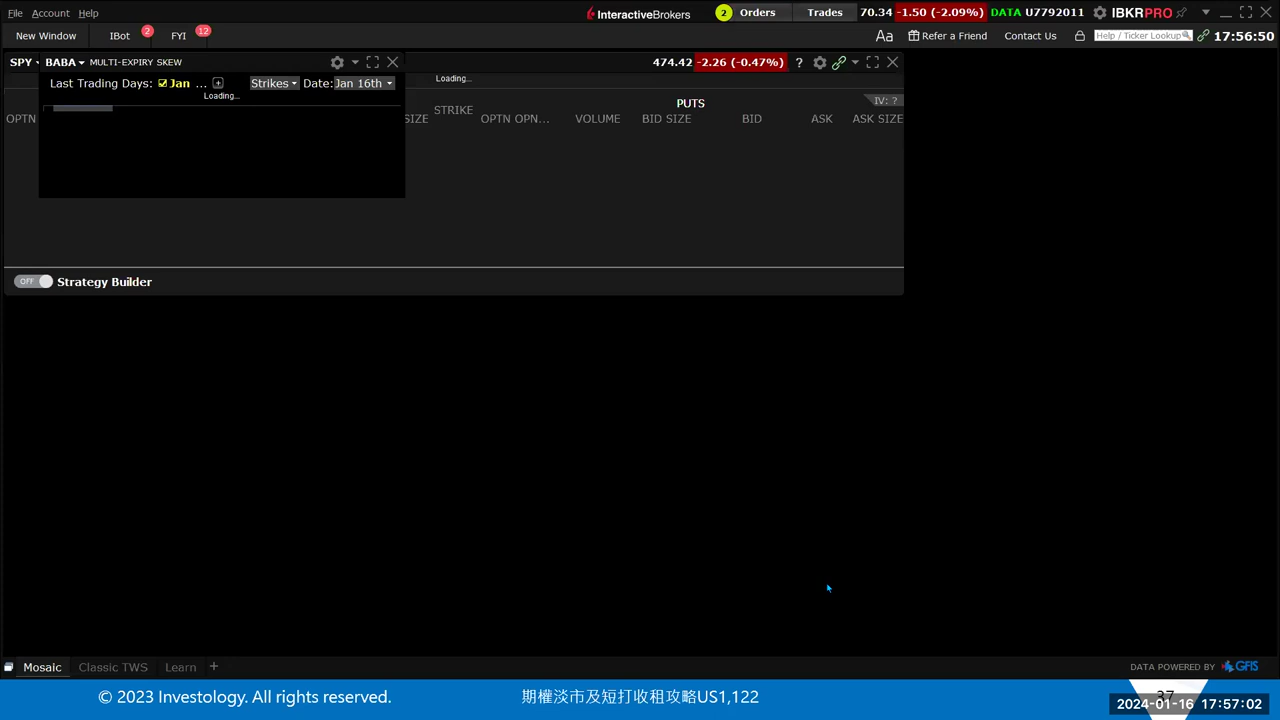 File Account Help InteractiveBrokers 2 Orders Trades 70.34 -1.50 (-2.09%) DATA U7792011 IBKRPRO
New Window IBot 2 FYI 12 Aa Refer a Friend Contact Us Help / Ticker Lookup 17:56:50
SPY BABA MULTI-EXPIRY SKEW 474.42 -2.26 (-0.47%) ?
Loading...
Last Trading Days: Jan ... + Strikes Date: Jan 16th
Loading...
PUTS IV: ?
STRIKE
OPTN SIZE OPTN OPN... VOLUME BID SIZE BID ASK ASK SIZE
OFF Strategy Builder
Mosaic Classic TWS Learn + DATA POWERED BY GFIS
© 2023 Investology. All rights reserved. 期權淡市及短打收租攻略US1,122 37
2024-01-16 17:57:02